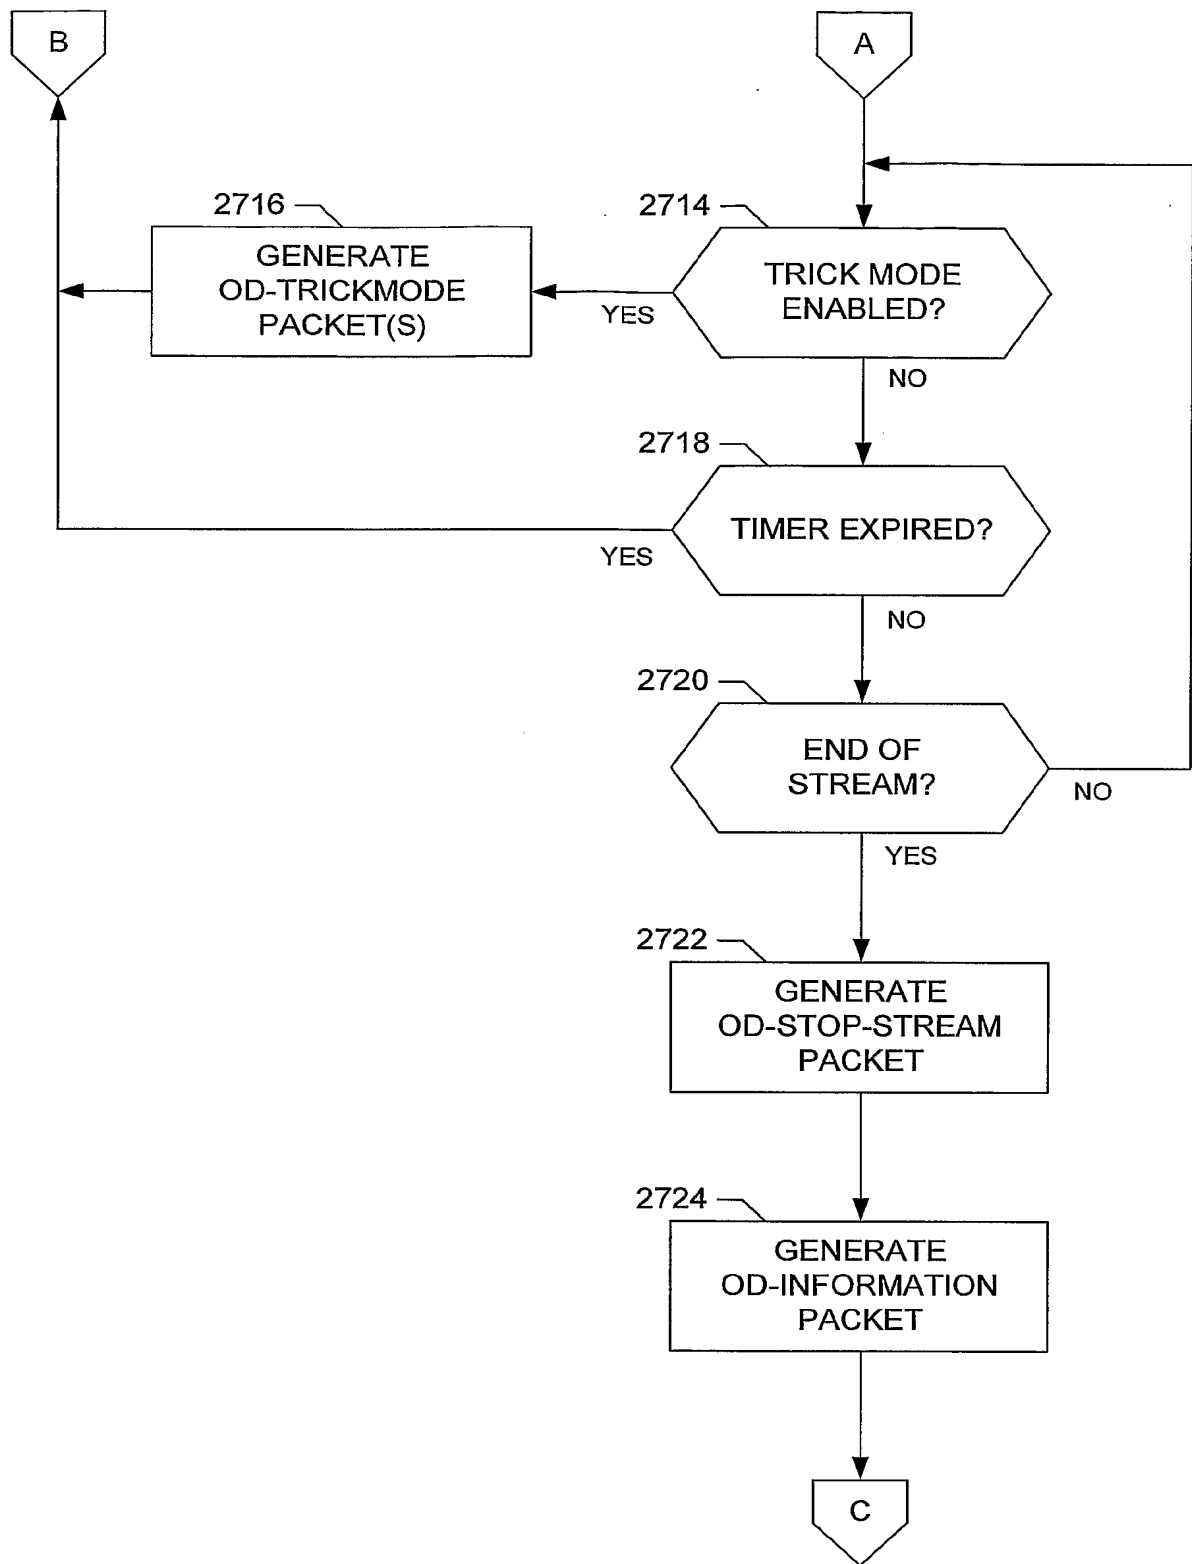 B
A
2716
GENERATE
OD-TRICKMODE
PACKET(S)
2714
TRICK MODE
ENABLED?
YES
NO
2718
TIMER EXPIRED?
YES
NO
2720
END OF
STREAM?
NO
YES
2722
GENERATE
OD-STOP-STREAM
PACKET
2724
GENERATE
OD-INFORMATION
PACKET
C